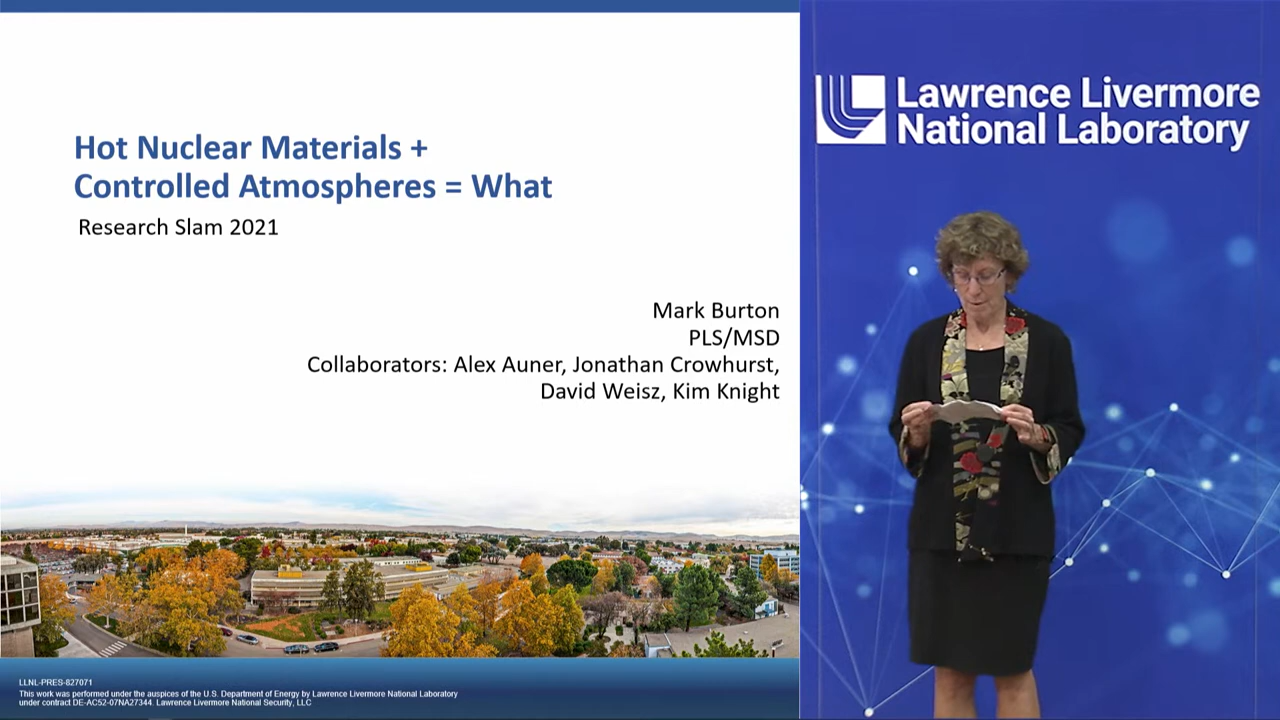 Hot Nuclear Materials +
Controlled Atmospheres = What
Research Slam 2021
Mark Burton
PLS/MSD
Collaborators: Alex Auner, Jonathan Crowhurst,
David Weisz, Kim Knight
LLNL-PRES-827071
This work was performed under the auspices of the U.S. Department of Energy by Lawrence Livermore National Laboratory
under contract DE-AC52-07NA27344. Lawrence Livermore National Security, LLC
Lawrence Livermore
National Laboratory